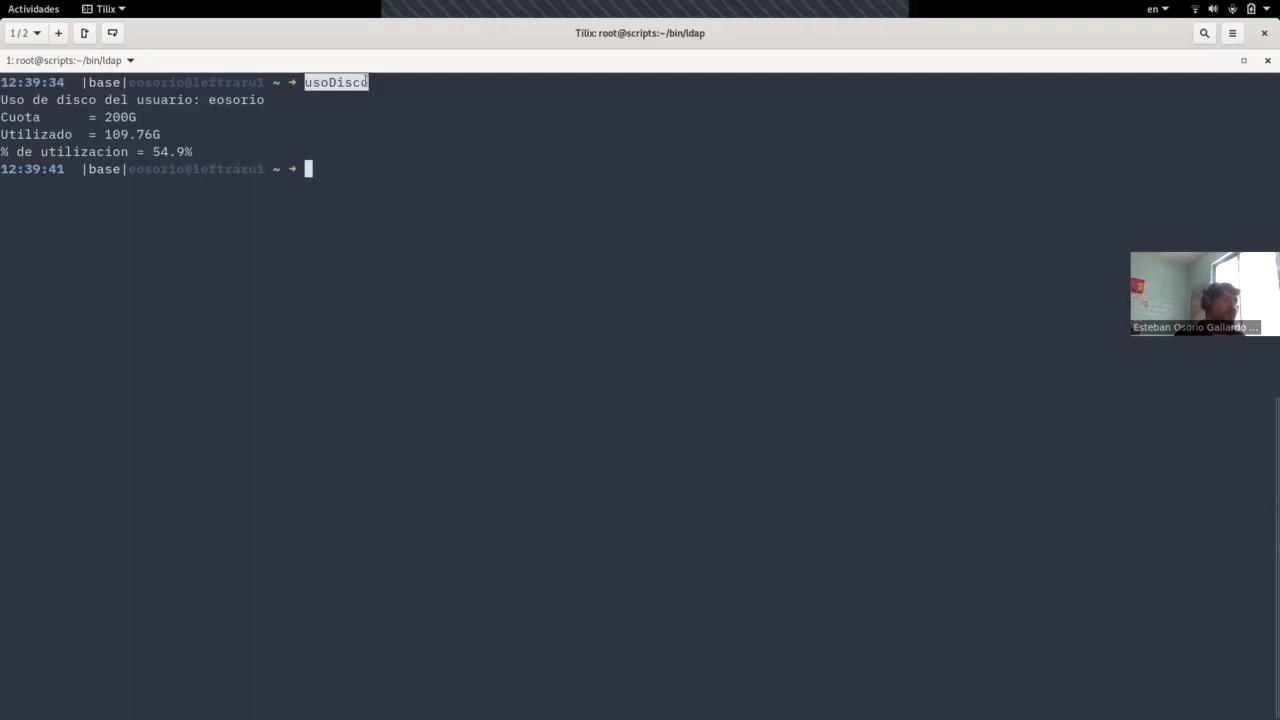 Actividades Tilix en
1 / 2 Tilix: root@scripts:~/bin/ldap
1: root@scripts:~/bin/ldap
12:39:34 |base|eosorio@leftraru1 ~ ➜ usoDisco
Uso de disco del usuario: eosorio
Cuota = 200G
Utilizado = 109.76G
% de utilizacion = 54.9%
12:39:41 |base|eosorio@leftraru1 ~ ➜
Esteban Osorio Gallardo ...